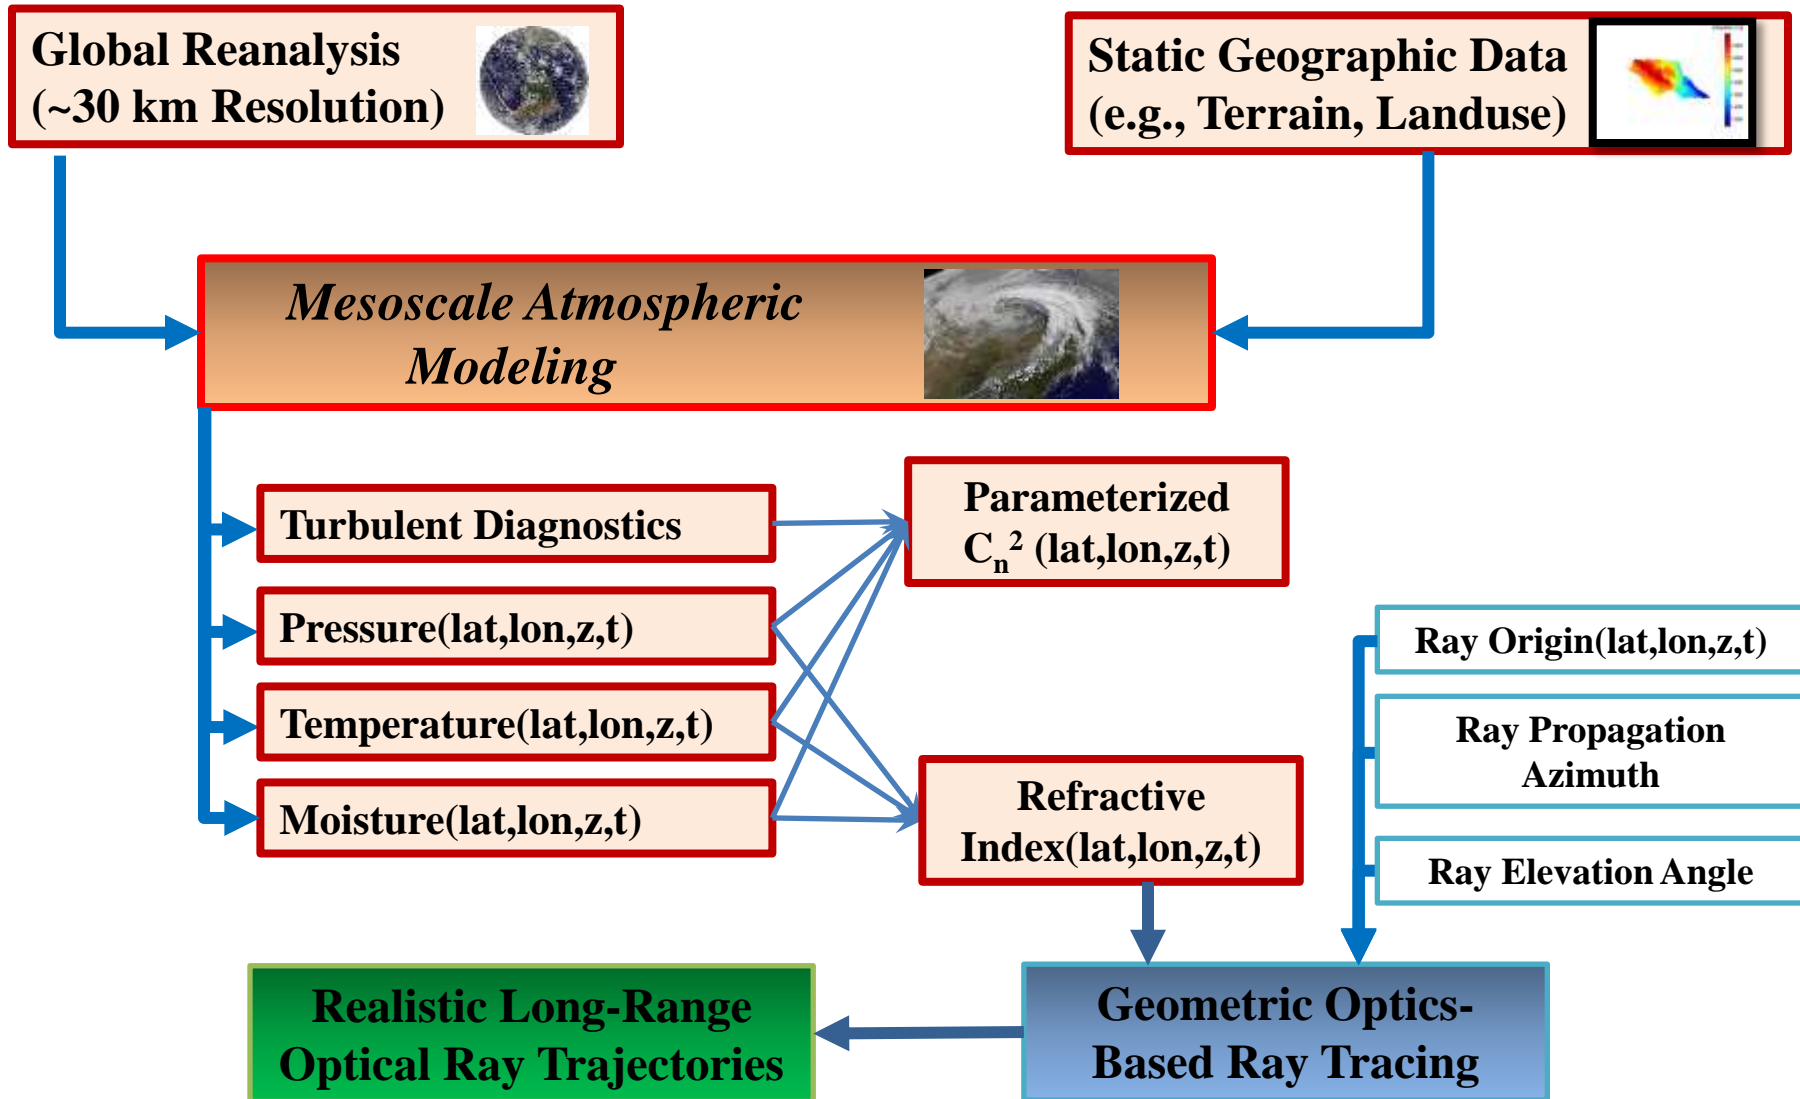 Global Reanalysis
(~30 km Resolution)
Static Geographic Data
(e.g., Terrain, Landuse)
Mesoscale Atmospheric
Modeling
Turbulent Diagnostics
Pressure(lat,lon,z,t)
Temperature(lat,lon,z,t)
Moisture(lat,lon,z,t)
Parameterized
Cₙ² (lat,lon,z,t)
Refractive
Index(lat,lon,z,t)
Ray Origin(lat,lon,z,t)
Ray Propagation
Azimuth
Ray Elevation Angle
Geometric Optics-
Based Ray Tracing
Realistic Long-Range
Optical Ray Trajectories